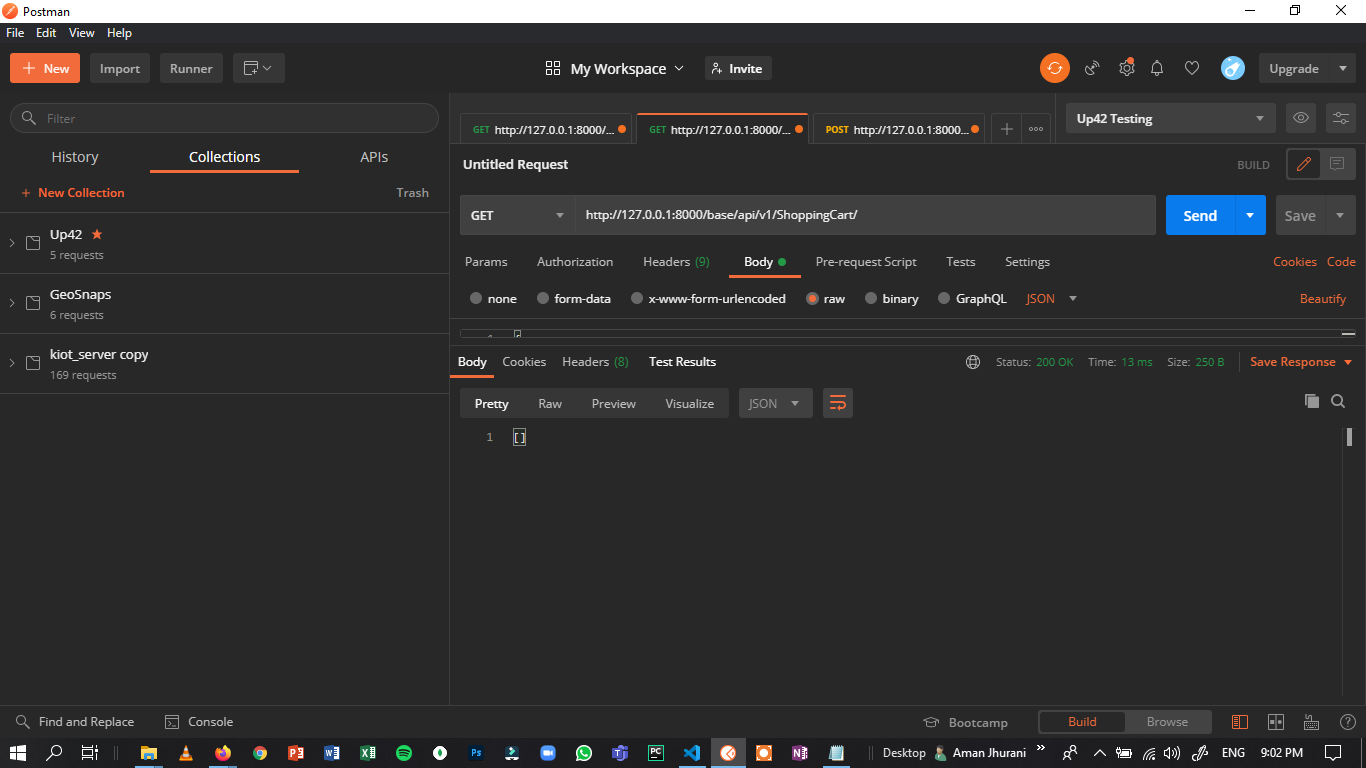 Postman
File Edit View Help
New Import Runner My Workspace Invite Upgrade
Filter
History Collections APIs
+ New Collection Trash
Up42
5 requests
GeoSnaps
6 requests
kiot_server copy
169 requests
GET http://127.0.0.1:8000/... GET http://127.0.0.1:8000/... POST http://127.0.0.1:8000... Up42 Testing
Untitled Request BUILD
GET http://127.0.0.1:8000/base/api/v1/ShoppingCart/ Send Save
Params Authorization Headers (9) Body Pre-request Script Tests Settings Cookies Code
none form-data x-www-form-urlencoded raw binary GraphQL JSON Beautify
Body Cookies Headers (8) Test Results Status: 200 OK Time: 13 ms Size: 250 B Save Response
Pretty Raw Preview Visualize JSON
1 []
Find and Replace Console Bootcamp Build Browse
Desktop Aman Jhurani ENG 9:02 PM